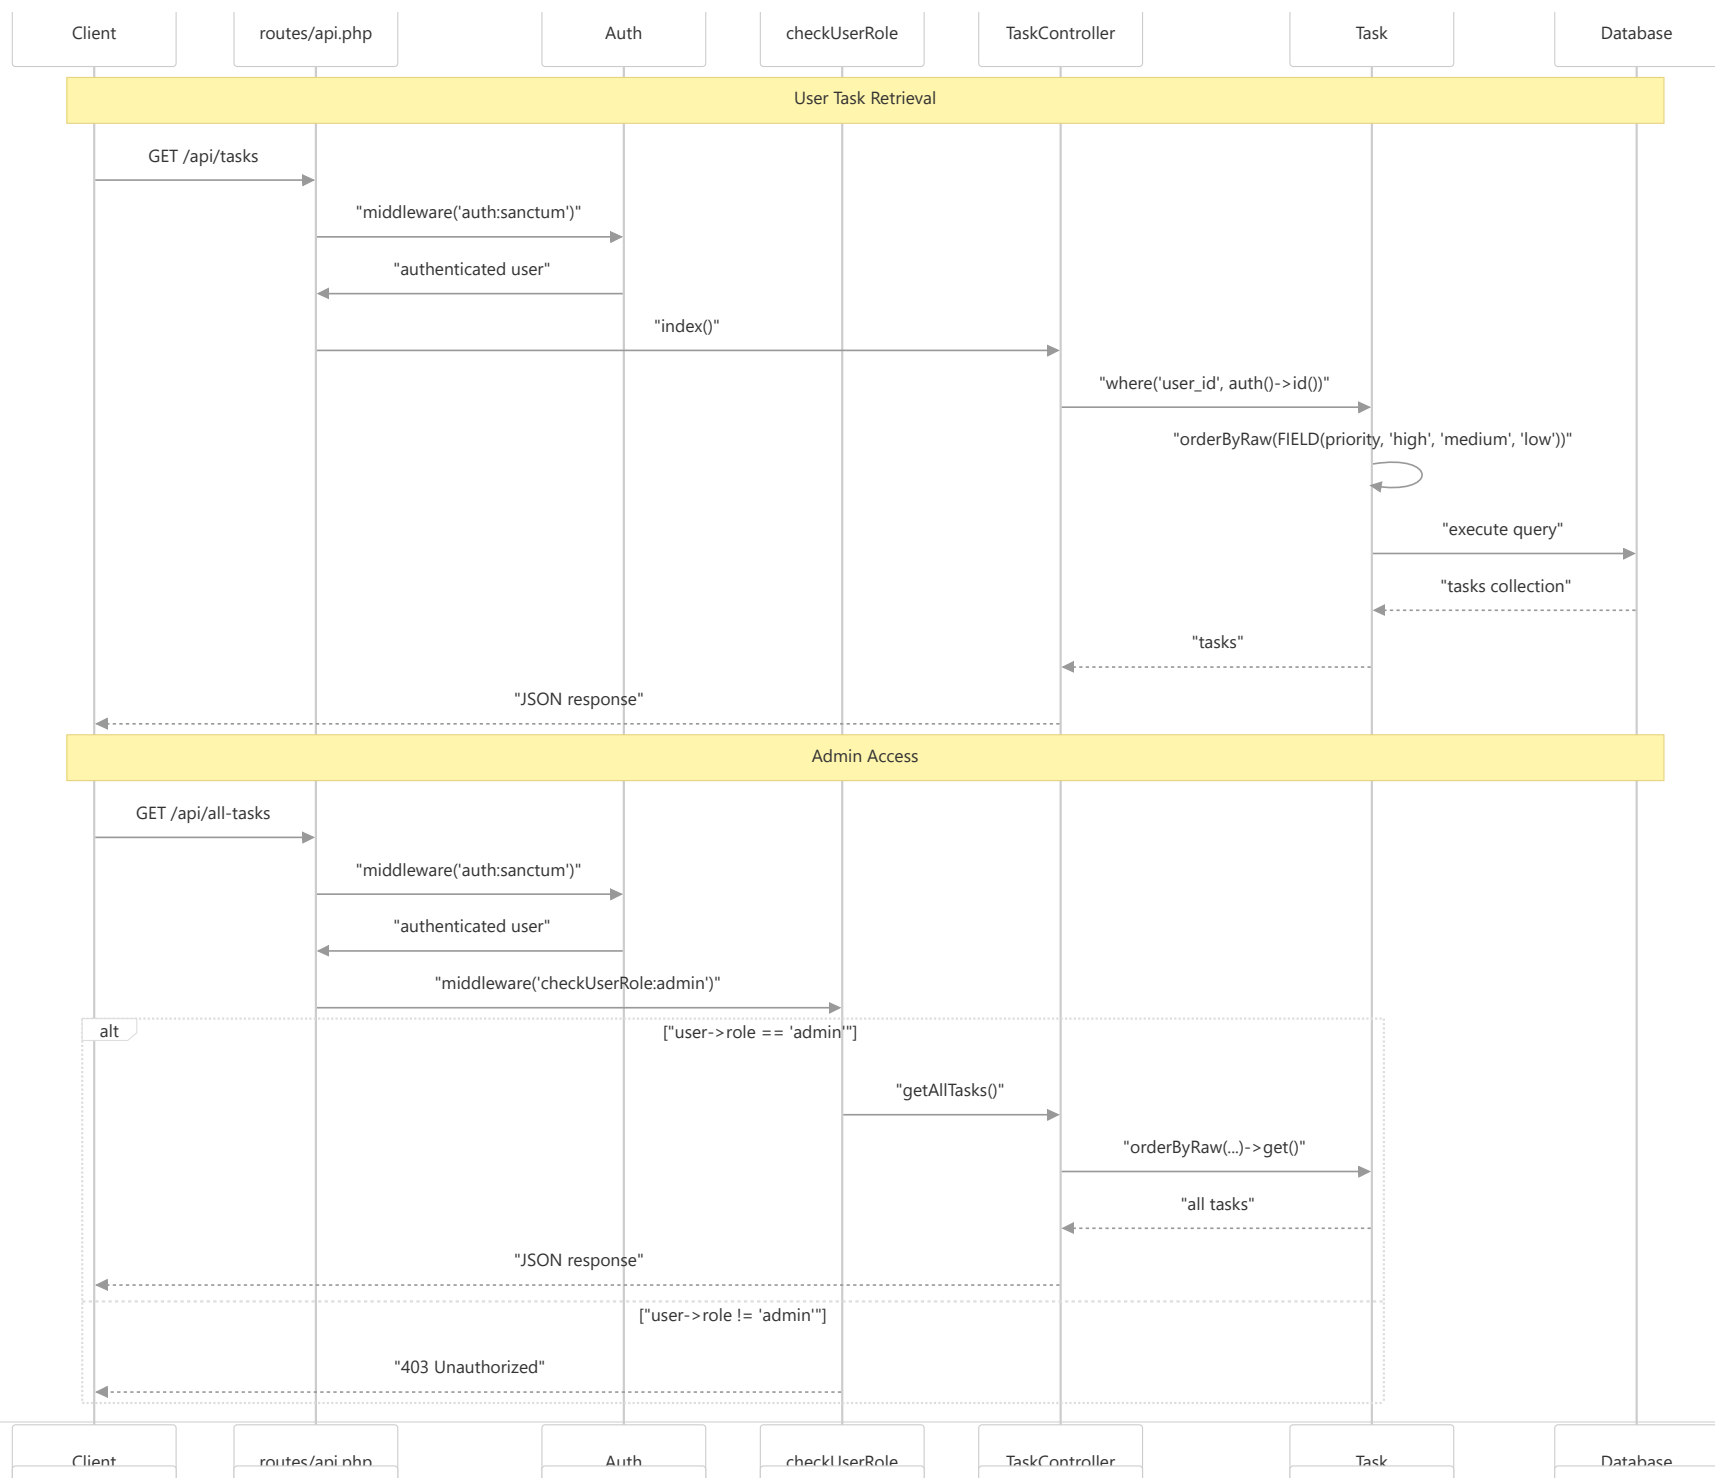 Client routes/api.php Auth checkUserRole TaskController Task Database
User Task Retrieval
GET /api/tasks
"middleware('auth:sanctum')"
"authenticated user"
"index()"
"where('user_id', auth()->id())"
"orderByRaw(FIELD(priority, 'high', 'medium', 'low'))"
"execute query"
"tasks collection"
"tasks"
"JSON response"
Admin Access
GET /api/all-tasks
"middleware('auth:sanctum')"
"authenticated user"
"middleware('checkUserRole:admin')"
alt ["user->role == 'admin'"]
"getAllTasks()"
"orderByRaw(...)->get()"
"all tasks"
"JSON response"
["user->role != 'admin'"]
"403 Unauthorized"
Client routes/api.php Auth checkUserRole TaskController Task Database